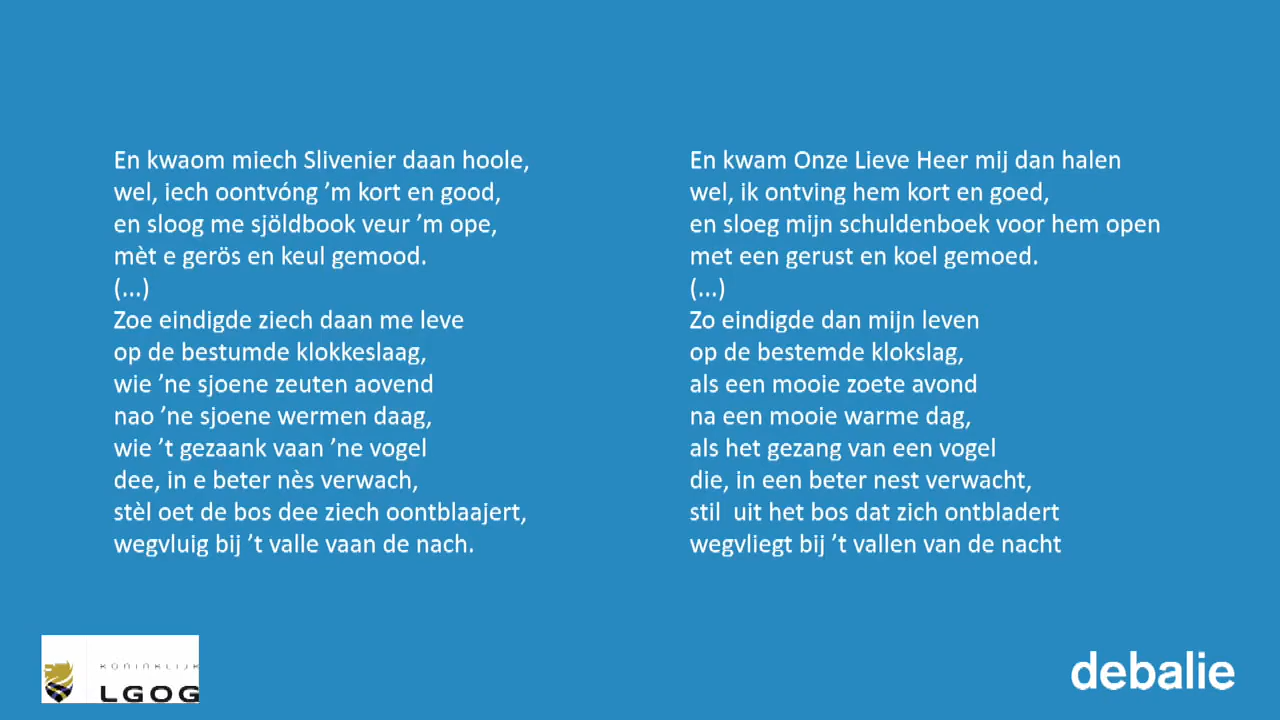 En kwaom miech Slivenier daan hoole,
wel, iech oontvóng ’m kort en good,
en sloog me sjöldbook veur ’m ope,
mèt e gerös en keul gemood.
(...)
Zoe eindigde ziech daan me leve
op de bestumde klokkeslaag,
wie ’ne sjoene zeuten aovend
nao ’ne sjoene wermen daag,
wie ’t gezaank vaan ’ne vogel
dee, in e beter nès verwach,
stèl oet de bos dee ziech oontblaajert,
wegvluig bij ’t valle vaan de nach.
En kwam Onze Lieve Heer mij dan halen
wel, ik ontving hem kort en goed,
en sloeg mijn schuldenboek voor hem open
met een gerust en koel gemoed.
(...)
Zo eindigde dan mijn leven
op de bestemde klokslag,
als een mooie zoete avond
na een mooie warme dag,
als het gezang van een vogel
die, in een beter nest verwacht,
stil uit het bos dat zich ontbladert
wegvliegt bij ’t vallen van de nacht
KONINKLIJK
LGOG
debalie